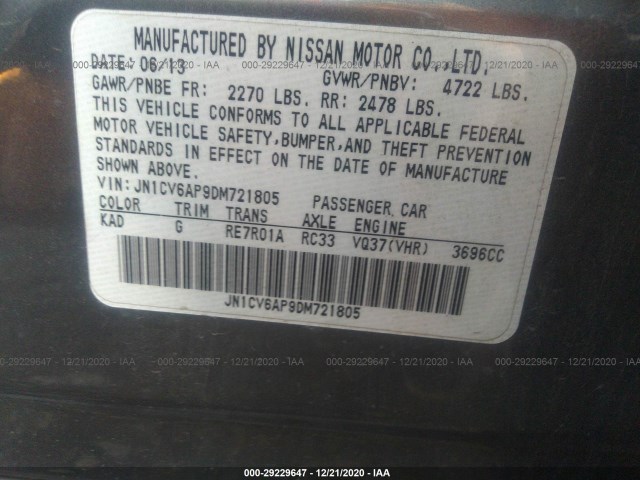 MANUFACTURED BY NISSAN MOTOR CO.,LTD.
DATE: 06/13 GVWR/PNBV: 4722 LBS.
GAWR/PNBE FR: 2270 LBS. RR: 2478 LBS.
THIS VEHICLE CONFORMS TO ALL APPLICABLE FEDERAL
MOTOR VEHICLE SAFETY,BUMPER,AND THEFT PREVENTION
STANDARDS IN EFFECT ON THE DATE OF MANUFACTURE
SHOWN ABOVE.
VIN:JN1CV6AP9DM721805 PASSENGER CAR
COLOR TRIM TRANS AXLE ENGINE
KAD G RE7R01A RC33 VQ37(VHR) 3696CC
JN1CV6AP9DM721805
000-29229647 - 12/21/2020 - IAA